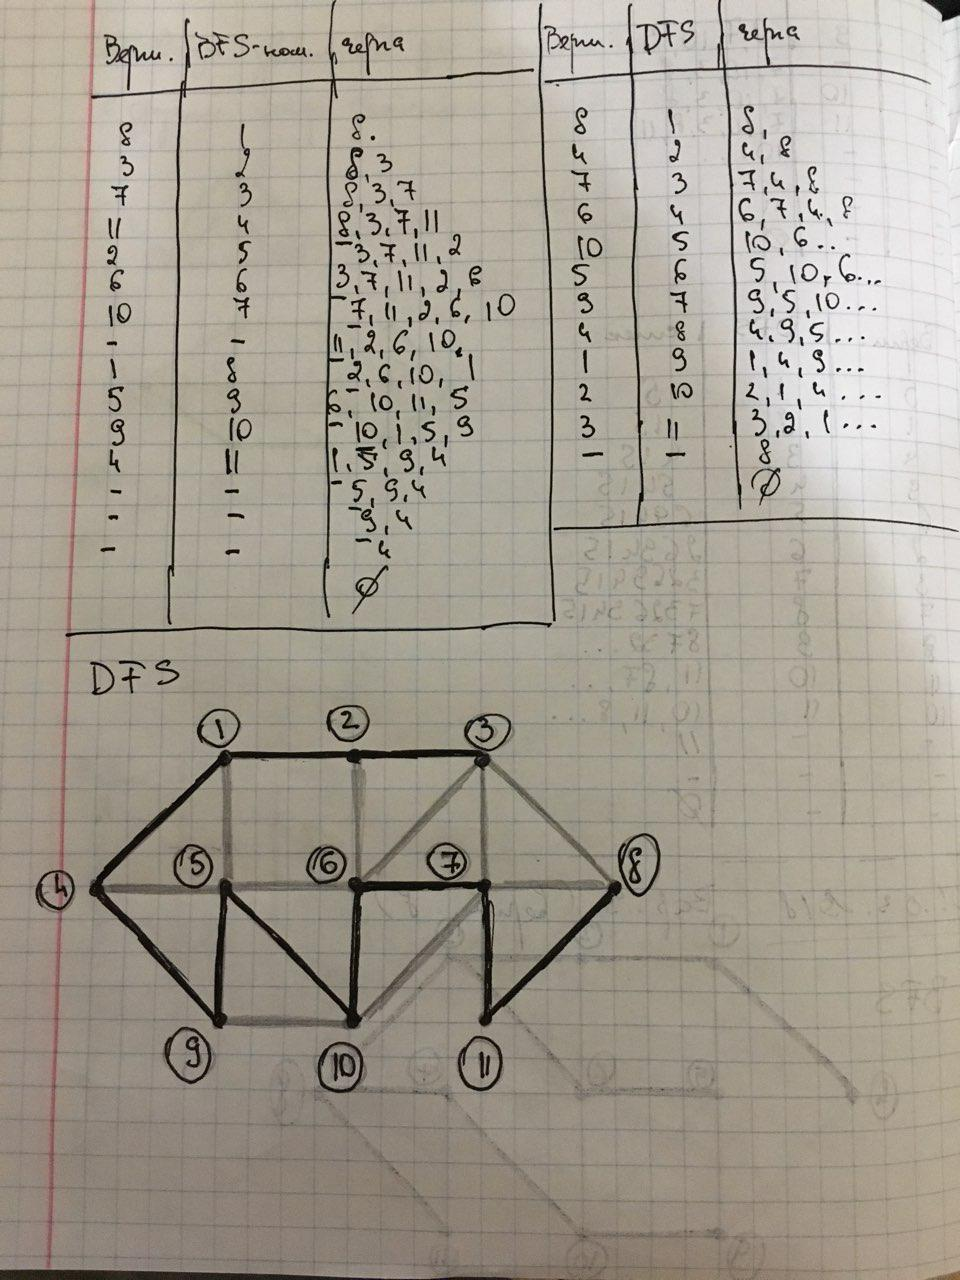 Верш. BFS-ном. черга
8 1 8.
3 2 8,3
7 3 8,3,7
11 4 8,3,7,11
2 5 3,7,11,2
6 6 3,7,11,2,6
10 7 7,11,2,6,10
- - 11,2,6,10.
1 8 2,6,10,1
5 9 6,10,11,5
9 10 10,1,5,9
4 11 1,5,9,4
- - 5,9,4
- - 9,4
- - 4
∅
Верш. DFS черга
8 1 8,
4 2 4,8
7 3 7,4,8
6 4 6,7,4,8
10 5 10,6..
5 6 5,10,6...
9 7 9,5,10...
4 8 4,9,5...
1 9 1,4,9...
2 10 2,1,4...
3 11 3,2,1...
- - 8
∅
DFS
1 2 3
4 5 6 7 8
9 10 11